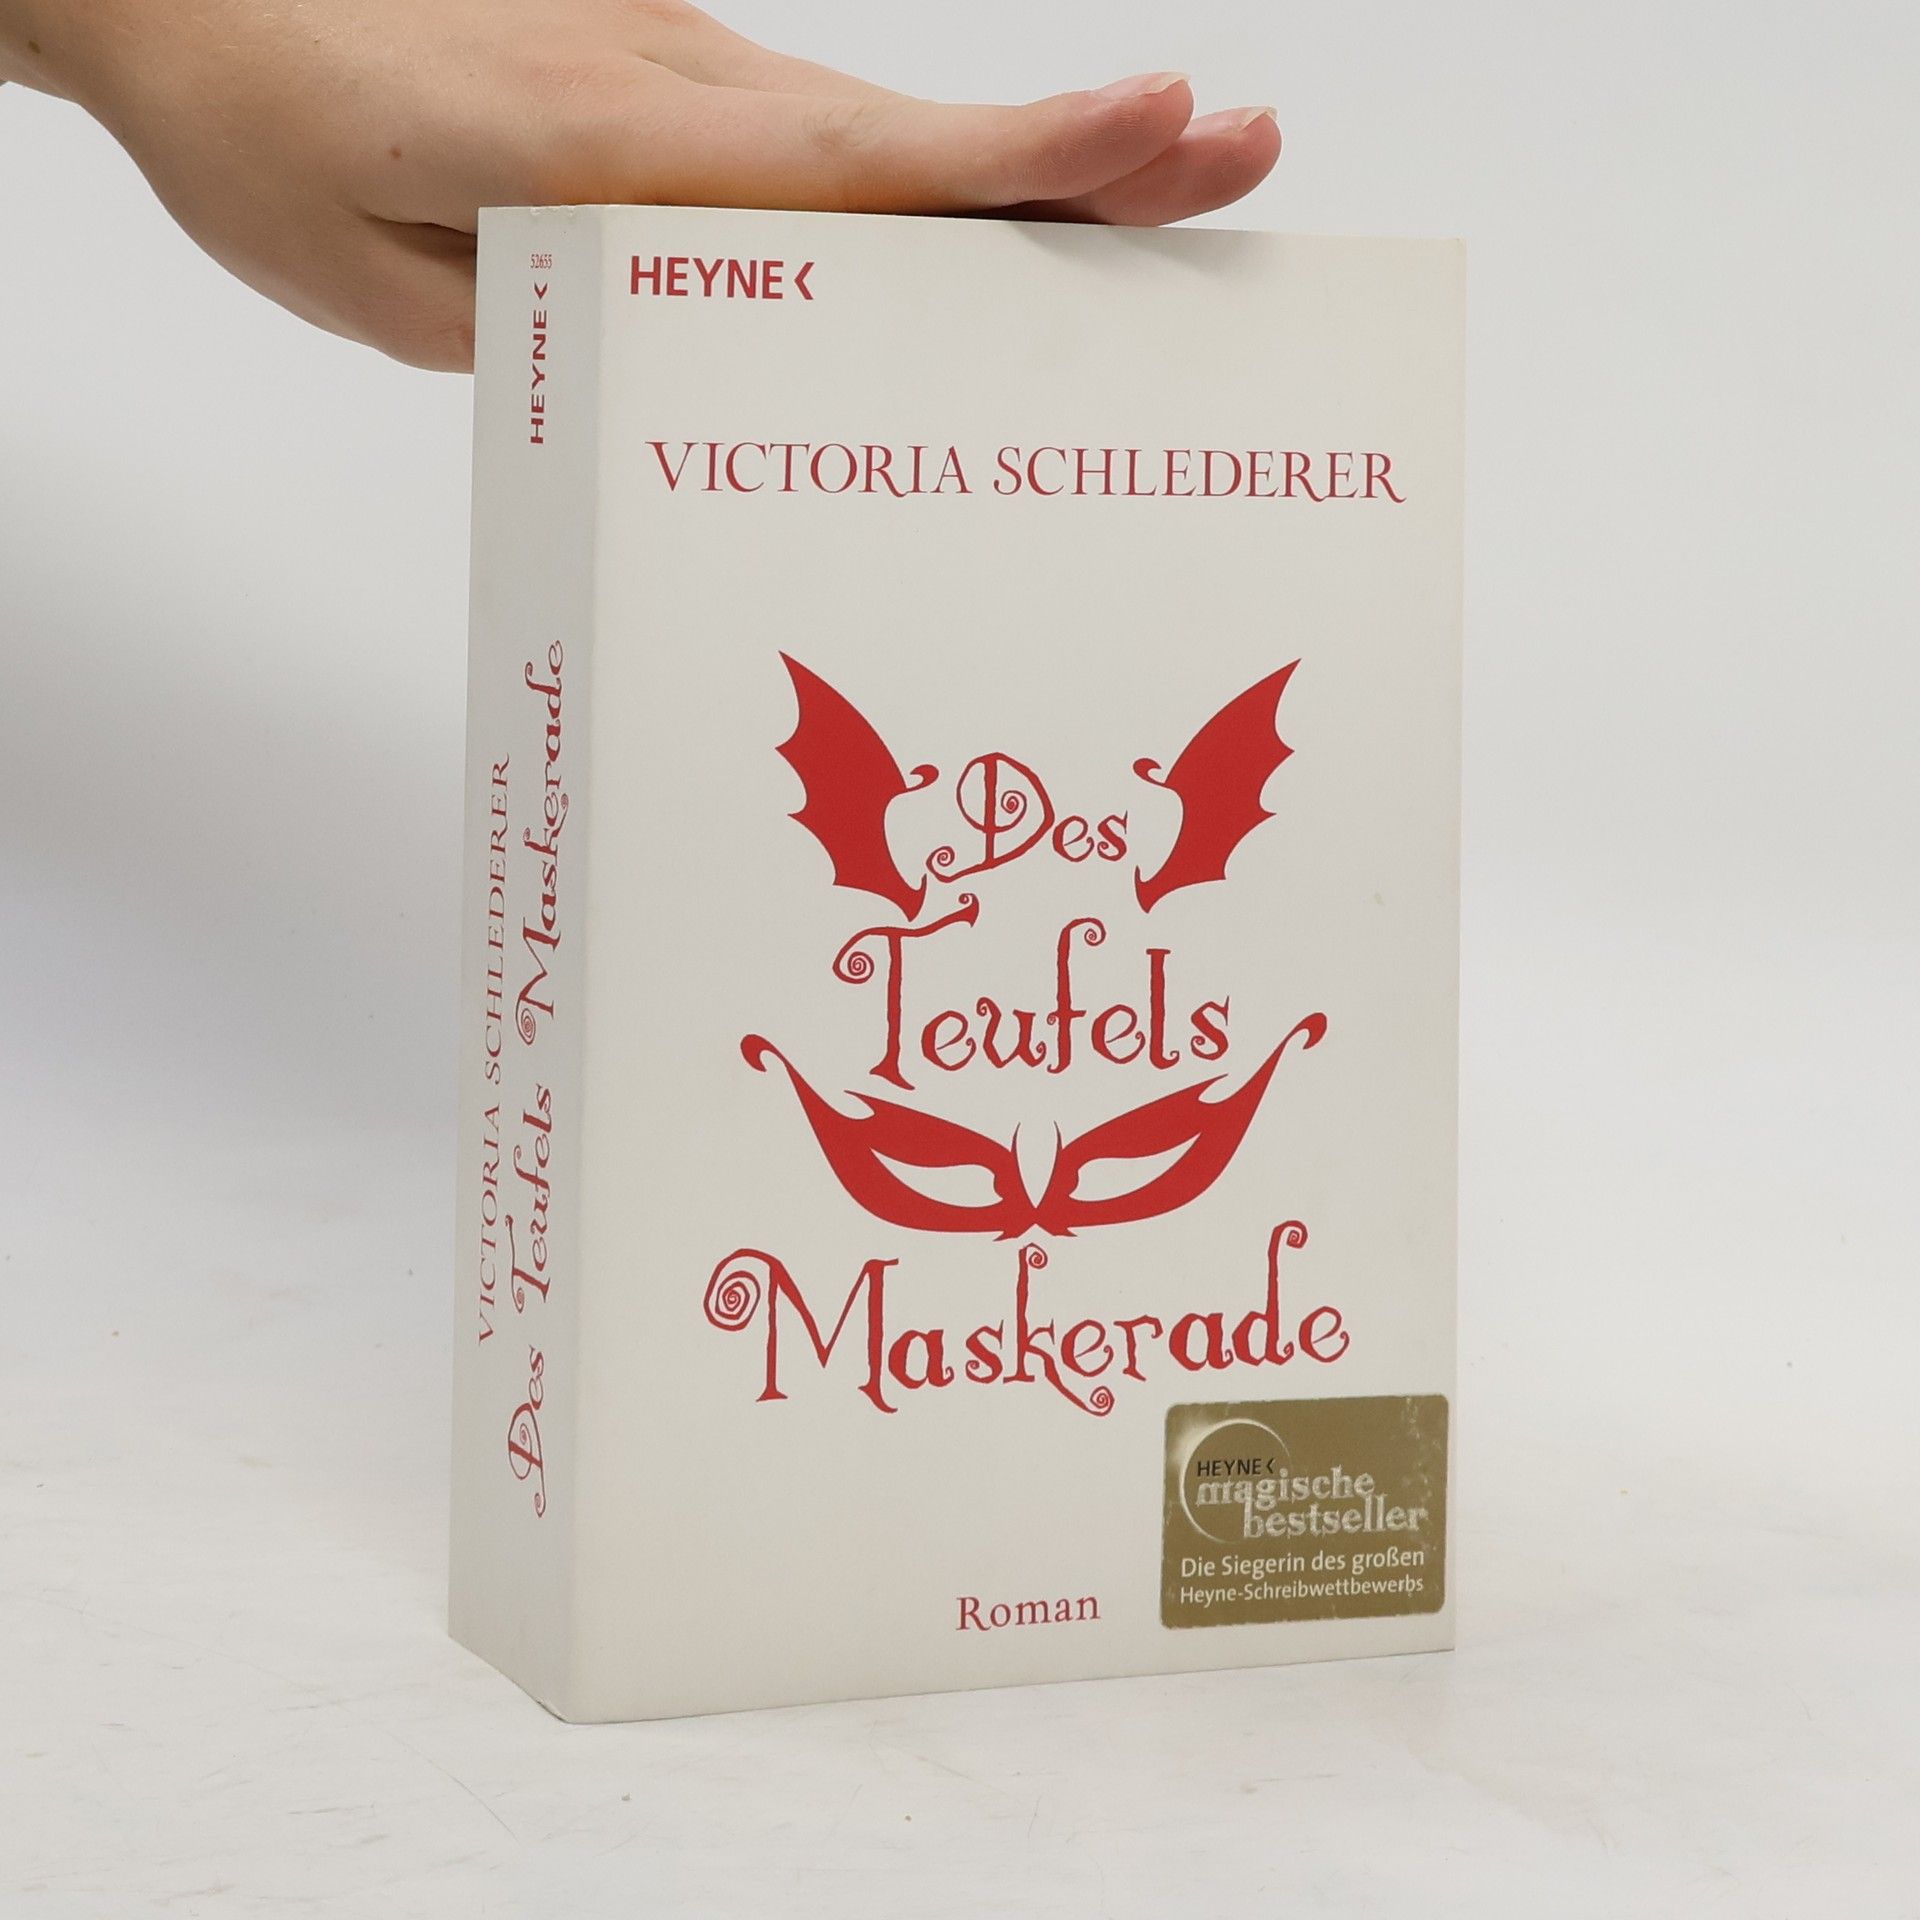 52655
HEYNE<
VICTORIA SCHLEDERER
Des Teufels Maskerade
HEYNE<
VICTORIA SCHLEDERER
Des
Teufels
Maskerade
Roman
HEYNE<
magische
bestseller
Die Siegerin des großen
Heyne-Schreibwettbewerbs